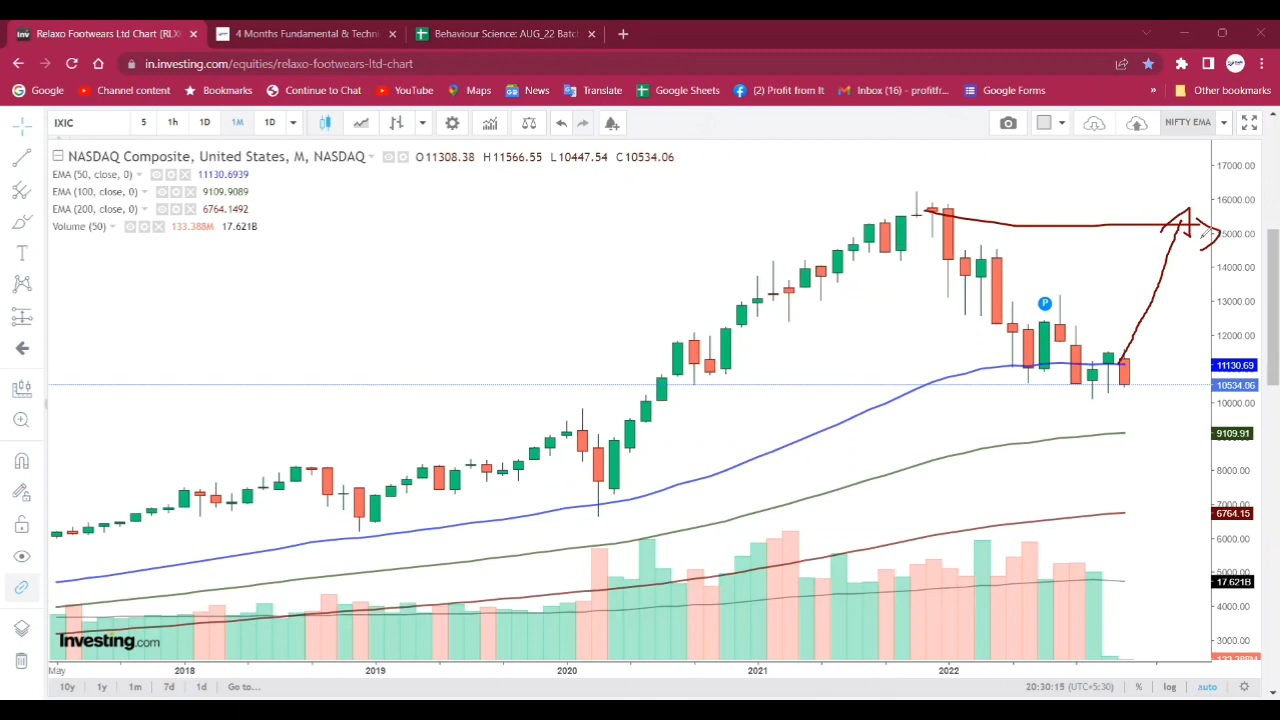 Relaxo Footwears Ltd Chart (RLX
4 Months Fundamental & Techni
Behaviour Science: AUG_22 Batch
in.investing.com/equities/relaxo-footwears-ltd-chart
Google Channel content Bookmarks Continue to Chat YouTube Maps News Translate Google Sheets (2) Profit from It Inbox (16) - profitfr... Google Forms » Other bookmarks
IXIC 5 1h 1D 1M 1D NIFTY EMA
NASDAQ Composite, United States, M, NASDAQ O11308.38 H11566.55 L10447.54 C10534.06
EMA (50, close, 0) 11130.6939
EMA (100, close, 0) 9109.9089
EMA (200, close, 0) 6764.1492
Volume (50) 133.388M 17.621B
17000.00
16000.00
15000.00
14000.00
13000.00
P
12000.00
11130.69
10534.06
10000.00
9109.91
8000.00
7000.00
6764.15
5000.00
17.621B
4000.00
3000.00
133.388M
Investing.com
May 2018 2019 2020 2021 2022
10y 1y 1m 7d 1d Go to... 20:30:15 (UTC+5:30) % log auto